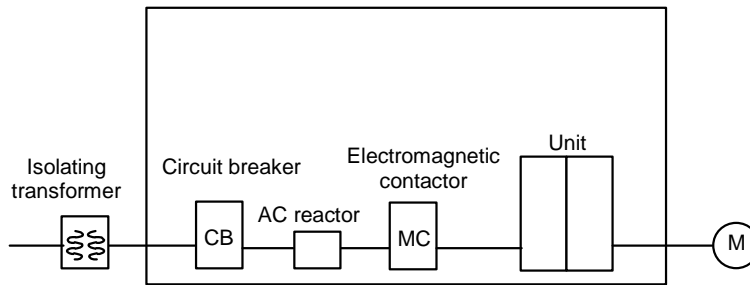 Isolating
transformer
Circuit breaker
CB
AC reactor
Electromagnetic
contactor
MC
Unit
M